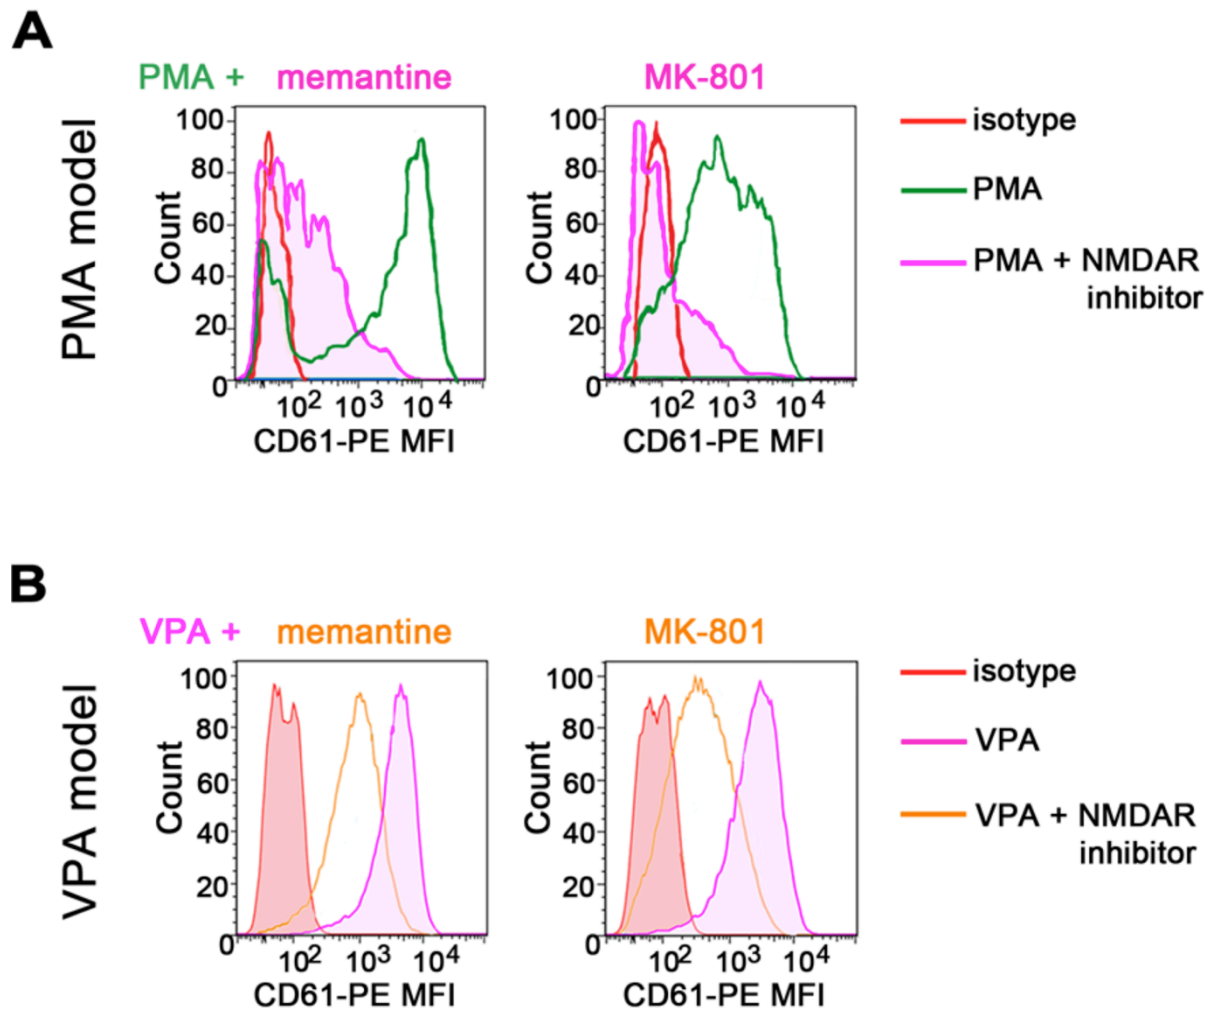 A
PMA + memantine
MK-801
PMA model
Count
100
80
60
40
20
0
102 103 104
CD61-PE MFI
Count
100
80
60
40
20
0
102 103 104
CD61-PE MFI
isotype
PMA
PMA + NMDAR
inhibitor
B
VPA + memantine
MK-801
VPA model
Count
100
80
60
40
20
0
102 103 104
CD61-PE MFI
Count
100
80
60
40
20
0
102 103 104
CD61-PE MFI
isotype
VPA
VPA + NMDAR
inhibitor